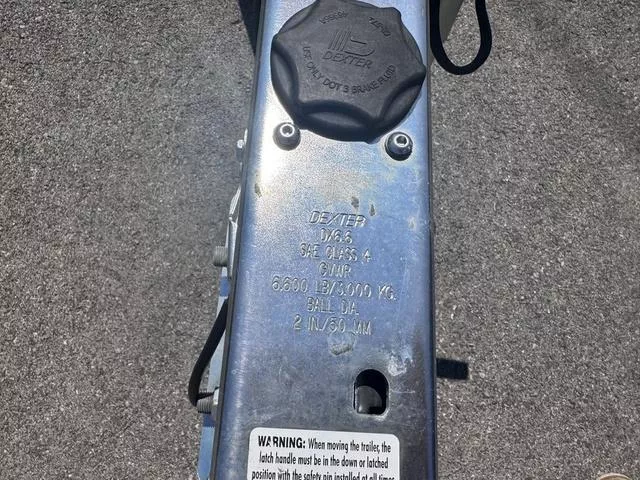 DEXTER
USE ONLY DOT 3 BRAKE FLUID
DEXTER
DX6.6
SAE CLASS 4
GVWR
6,600 LB/3,000 KG.
BALL DIA.
2 IN/50 MM
WARNING: When moving the trailer, the
latch handle must be in the down or latched
position with the safety pin installed at all times